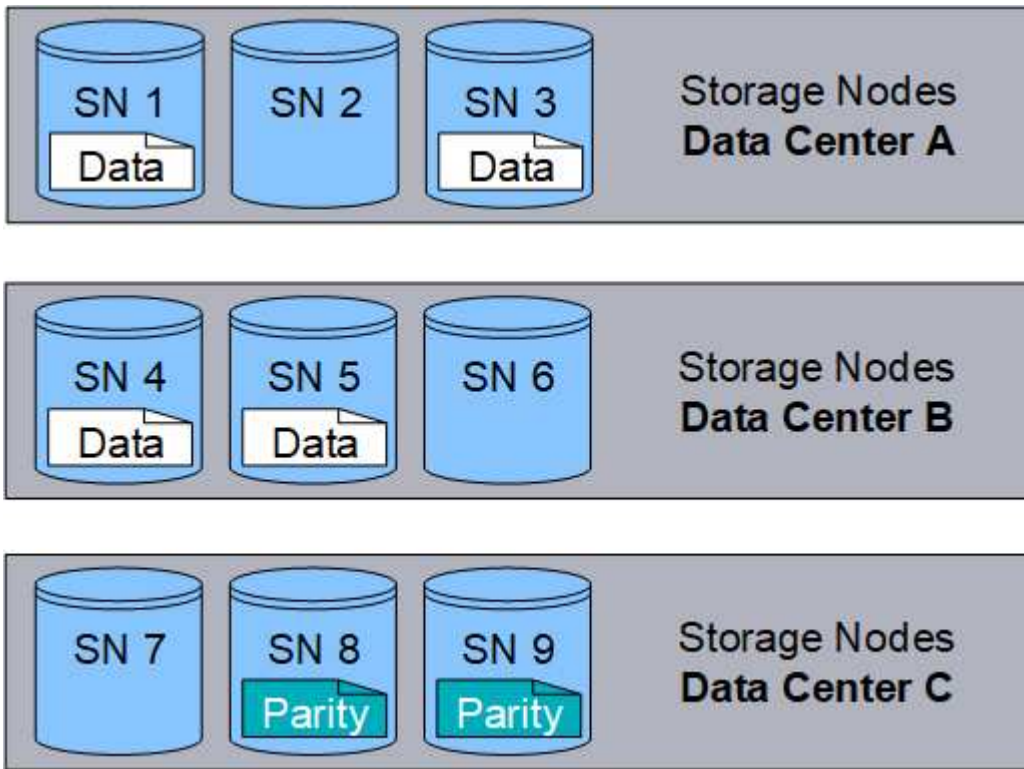 SN 1
Data
SN 2
SN 3
Data
Storage Nodes
Data Center A
SN 4
Data
SN 5
Data
SN 6
Storage Nodes
Data Center B
SN 7
SN 8
Parity
SN 9
Parity
Storage Nodes
Data Center C